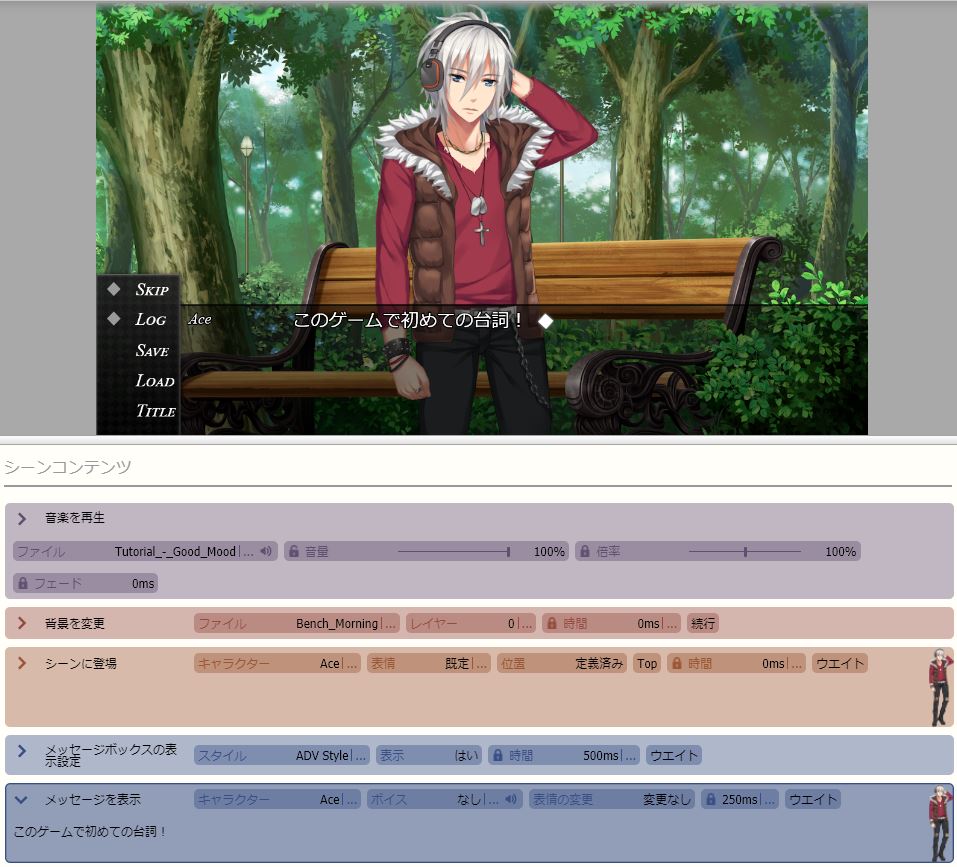 SKIP
LOG
Ace
このゲームで初めての台詞！
SAVE
LOAD
TITLE
シーンコンテンツ
音楽を再生
ファイル Tutorial_-_Good_Mood|... 音量 100% 倍率 100%
フェード 0ms
背景を変更 ファイル Bench_Morning|... レイヤー 0|... 時間 0ms|... 続行
シーンに登場 キャラクター Ace|... 表情 既定|... 位置 定義済み Top 時間 0ms|... ウエイト
メッセージボックスの表
示設定 スタイル ADV Style|... 表示 はい 時間 500ms|... ウエイト
メッセージを表示 キャラクター Ace|... ボイス なし|... 表情の変更 変更なし 250ms|... ウエイト
このゲームで初めての台詞！